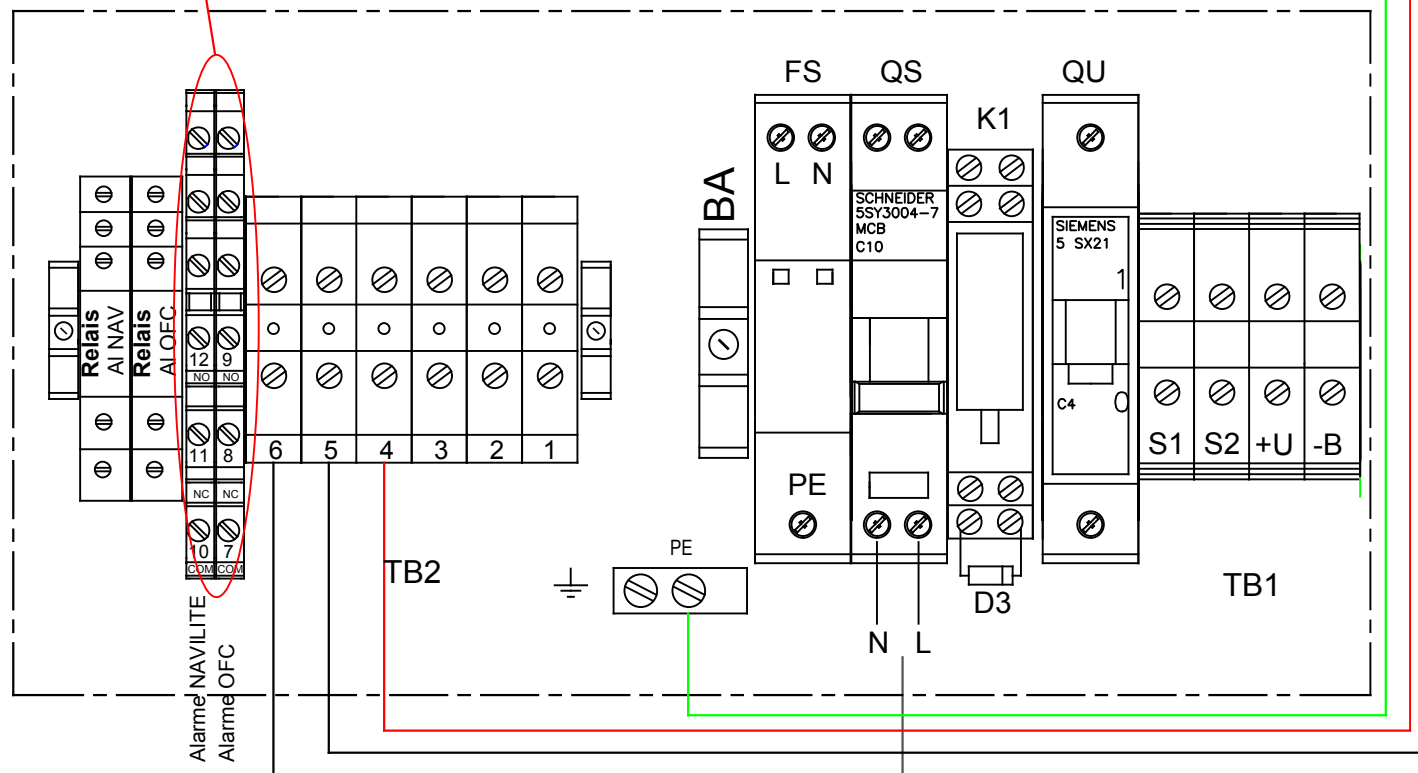 FS
QS
QU
K1
BA
L N
SCHNEIDER
5SY3004-7
MCB
C10
SIEMENS
5 SX21
1
C4
0
Relais
Al NAV
Relais
Al OFC
12 9
NO NO
11 8
NC NC
10 7
COM COM
6 5 4 3 2 1
S1 S2 +U -B
PE
PE
TB2
D3
TB1
N L
Alarme NAVILITE
Alarme OFC